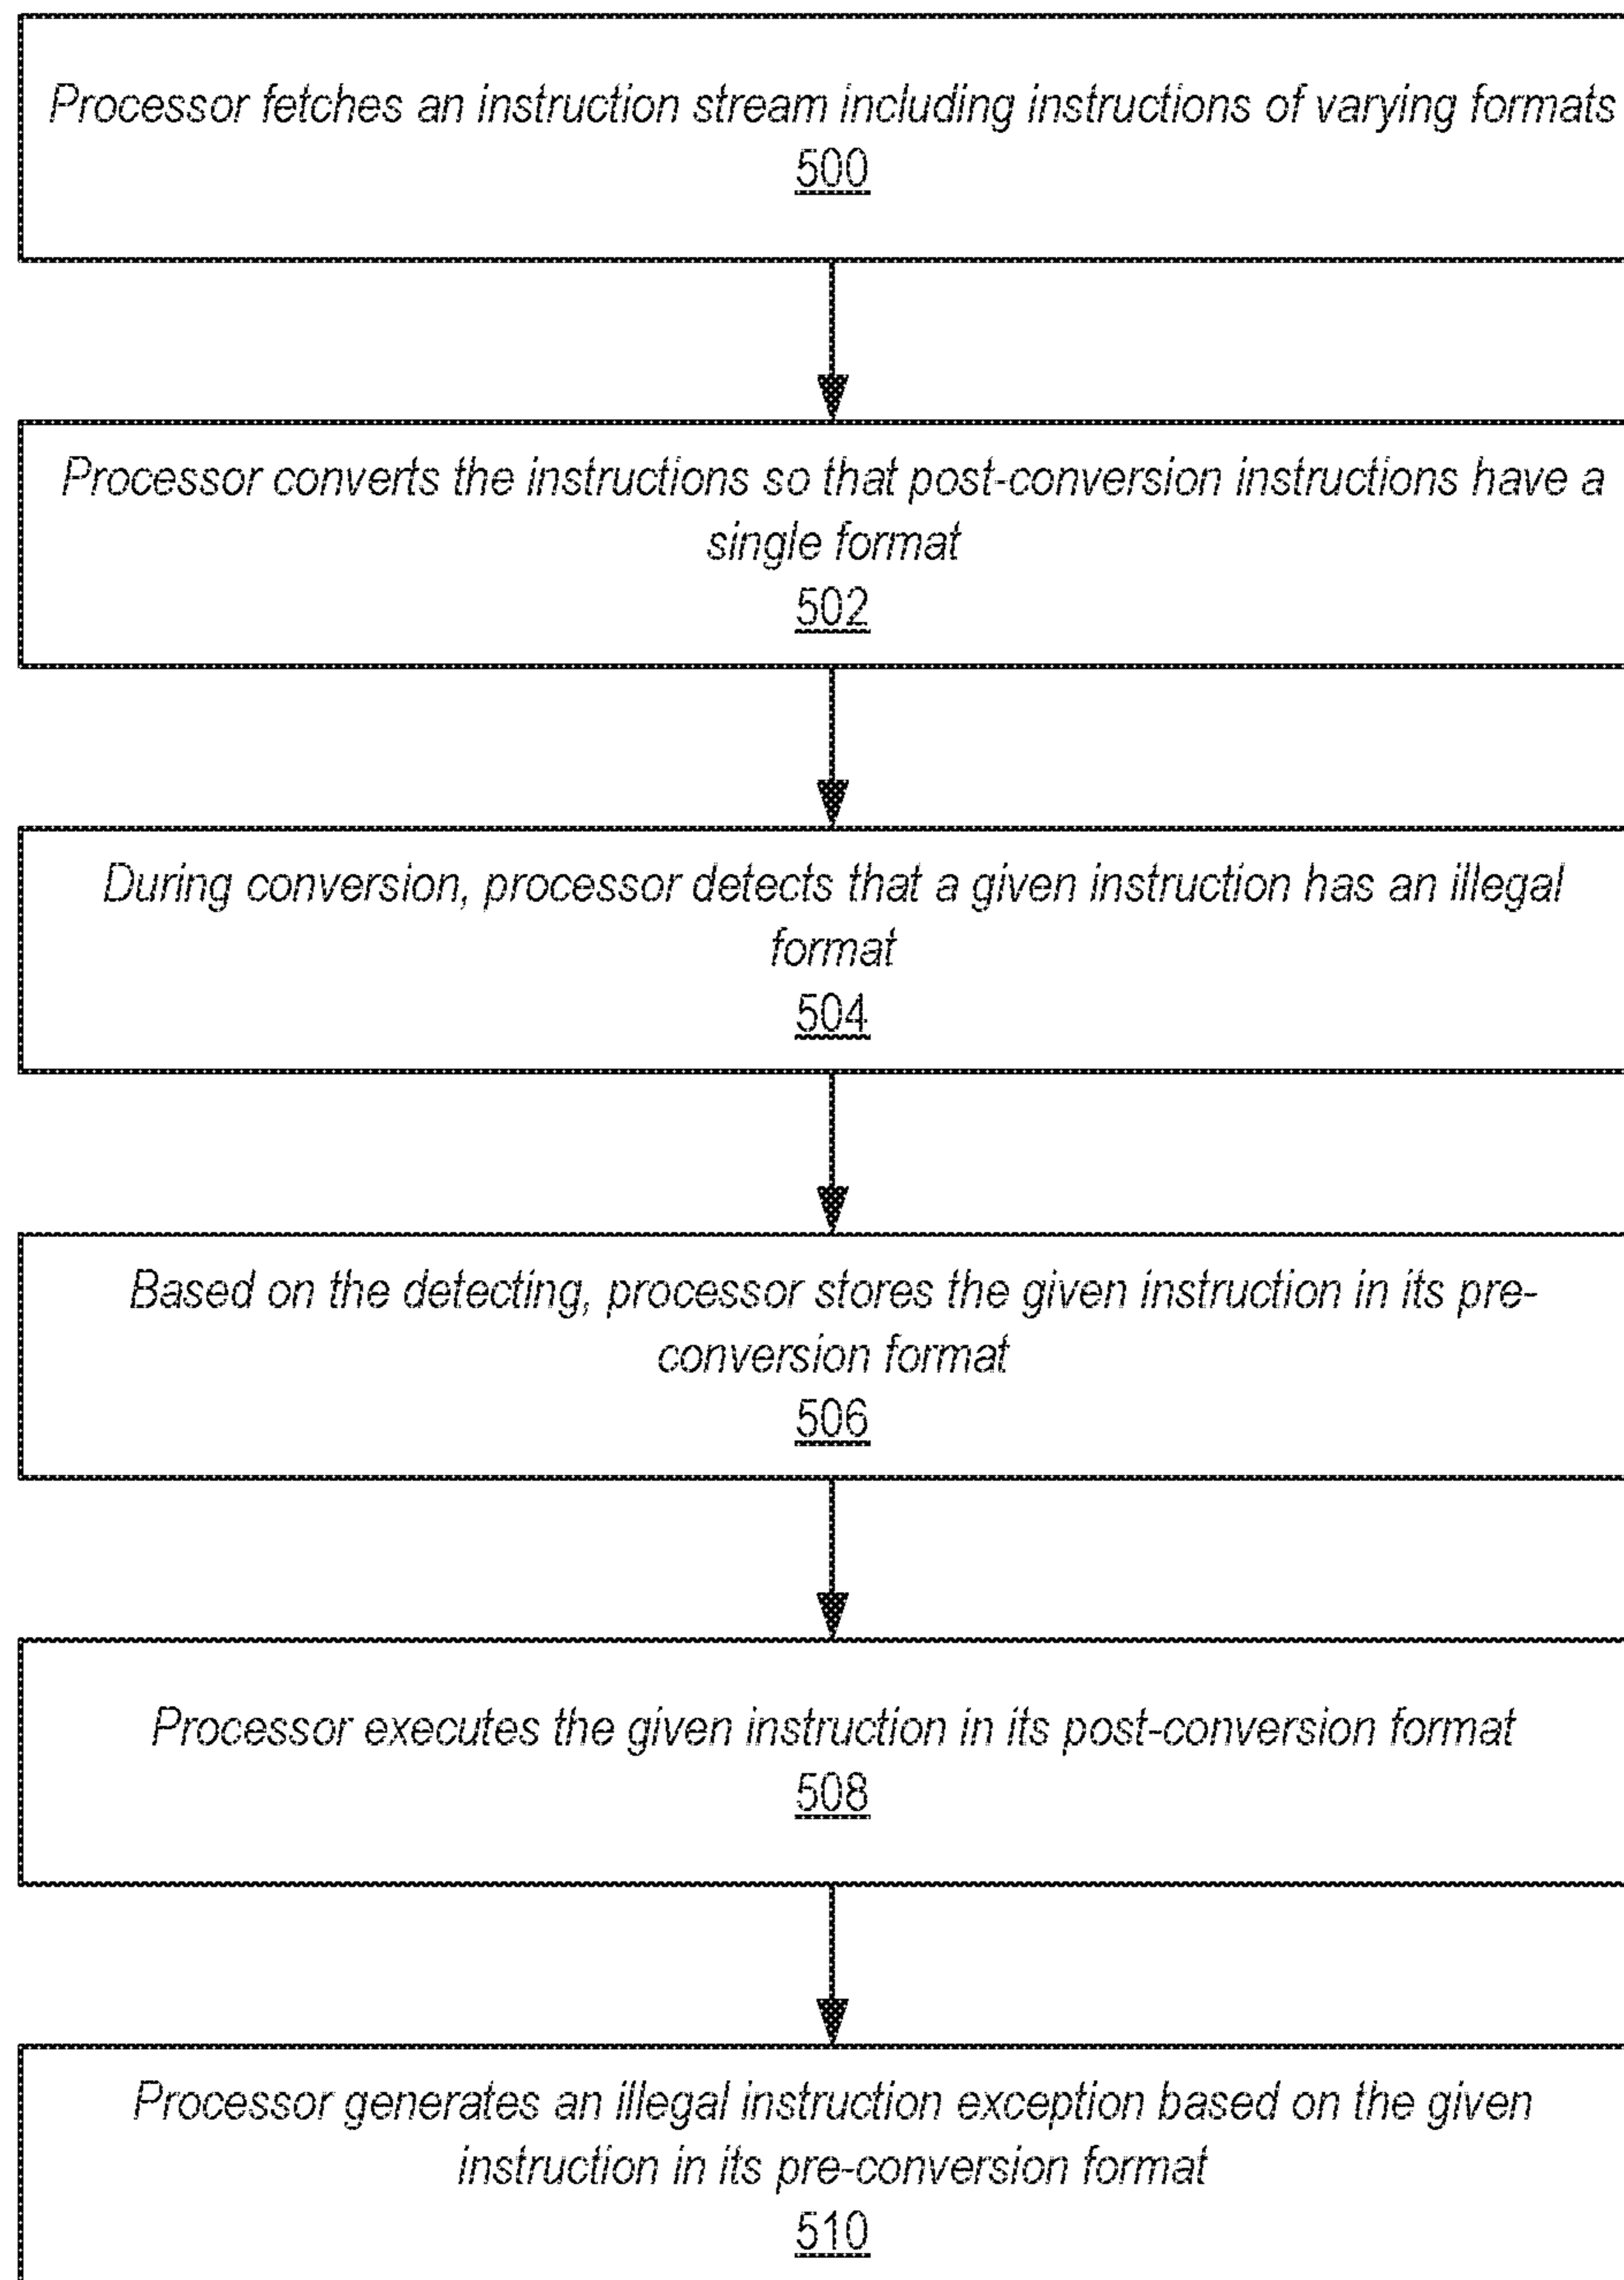 Processor fetches an instruction stream including instructions of varying formats
500
Processor converts the instructions so that post-conversion instructions have a
single format
502
During conversion, processor detects that a given instruction has an illegal
format
504
Based on the detecting, processor stores the given instruction in its pre-
conversion format
506
Processor executes the given instruction in its post-conversion format
508
Processor generates an illegal instruction exception based on the given
instruction in its pre-conversion format
510